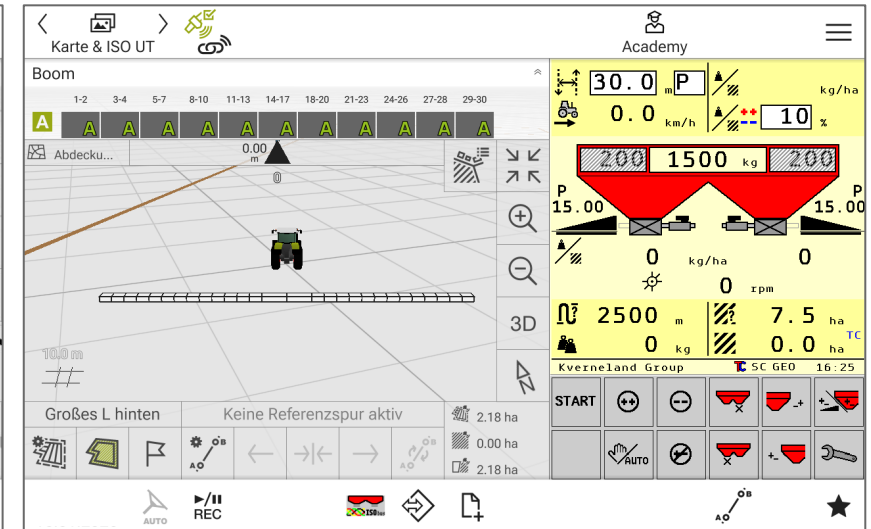 Karte & ISO UT
Academy
Boom
1-2 3-4 5-7 8-10 11-13 14-17 18-20 21-23 24-26 27-28 29-30
A A A A A A A A A A A A
Abdecku...
0.00
m
0
3D
10.0 m
Großes L hinten
Keine Referenzspur aktiv
2.18 ha
0.00 ha
2.18 ha
A B
A B
AUTO
▶/II
REC
ISObus
A B
30.0 m P
kg/ha
0.0 km/h
++
--
10 %
200 1500 kg 200
P
15.00
P
15.00
0 kg/ha 0
0 rpm
? 2500 m
? 7.5 ha
0 kg
0.0 ha
TC
Kverneland Group
TC SC GEO 16:25
START ++ -- x -+ +-
AUTO x +-